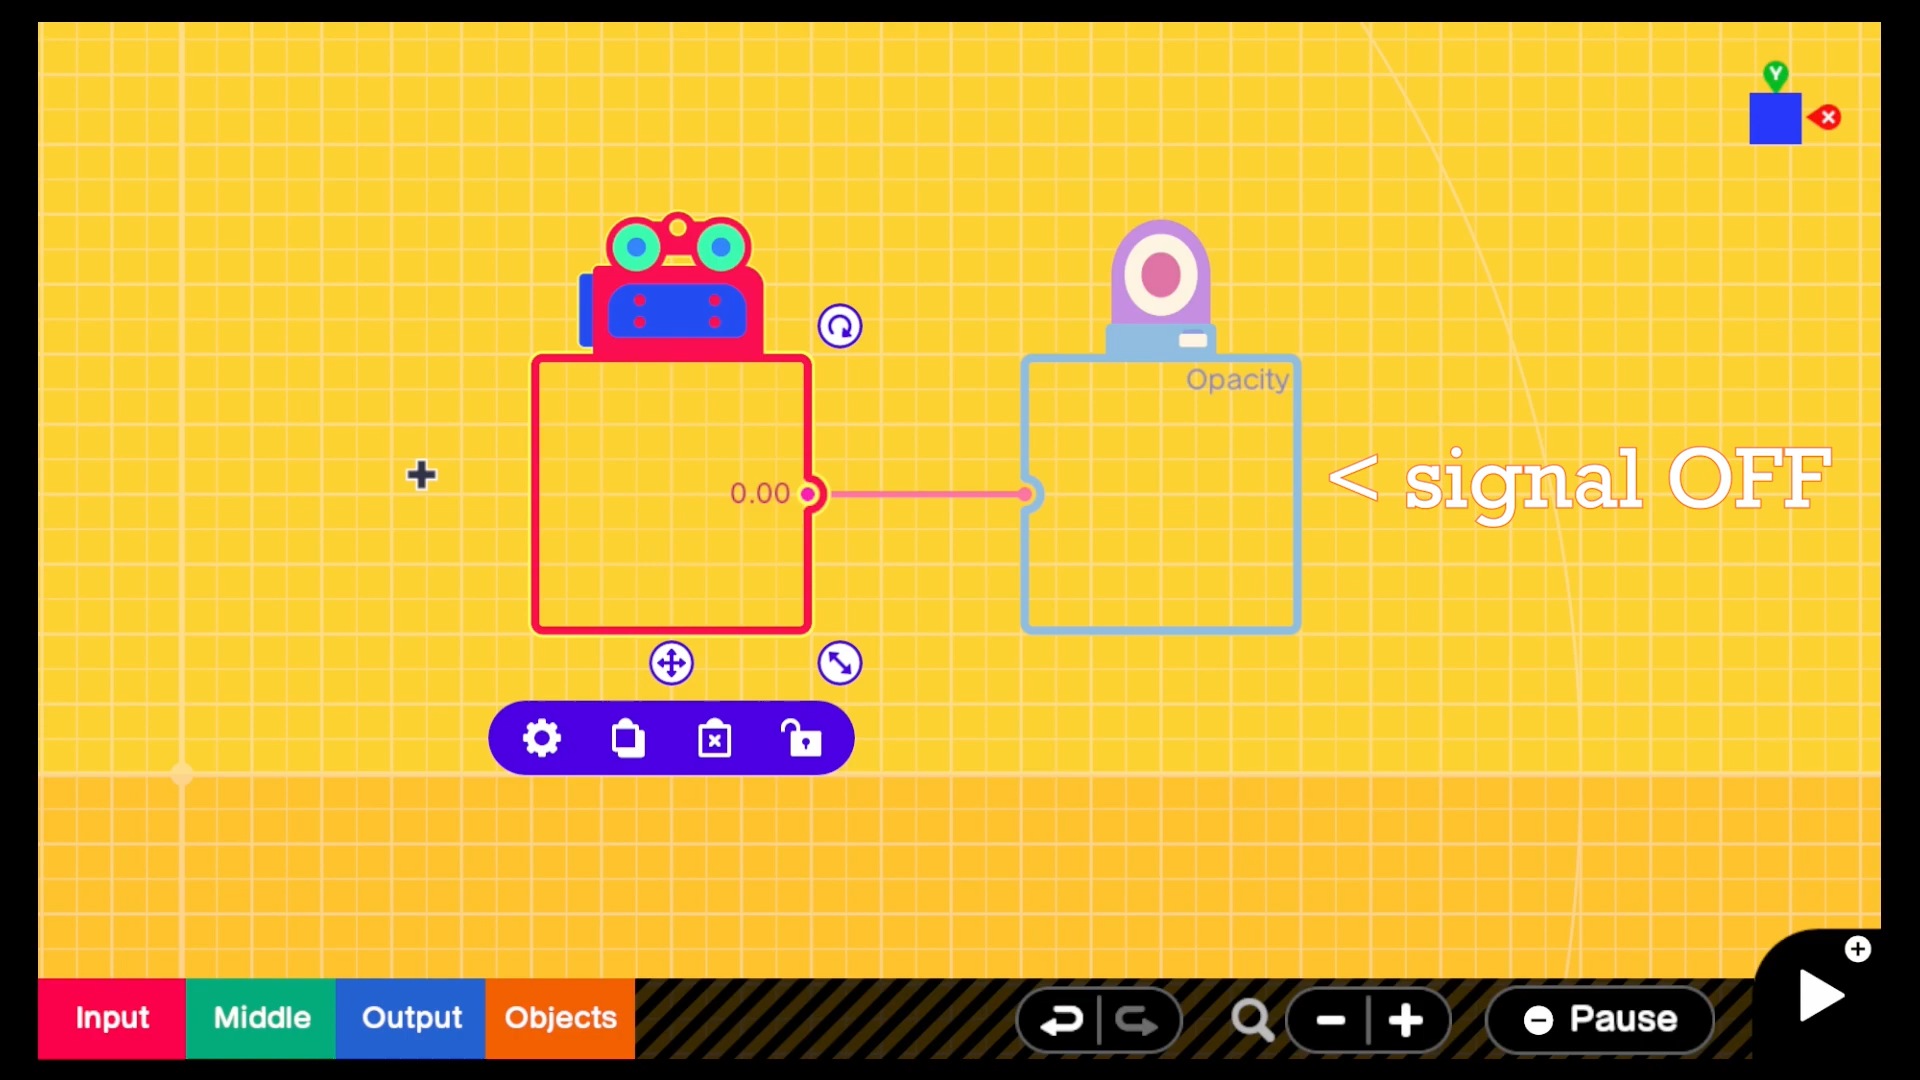 Y
X
Opacity
0.00
< signal OFF
Input
Middle
Output
Objects
Pause